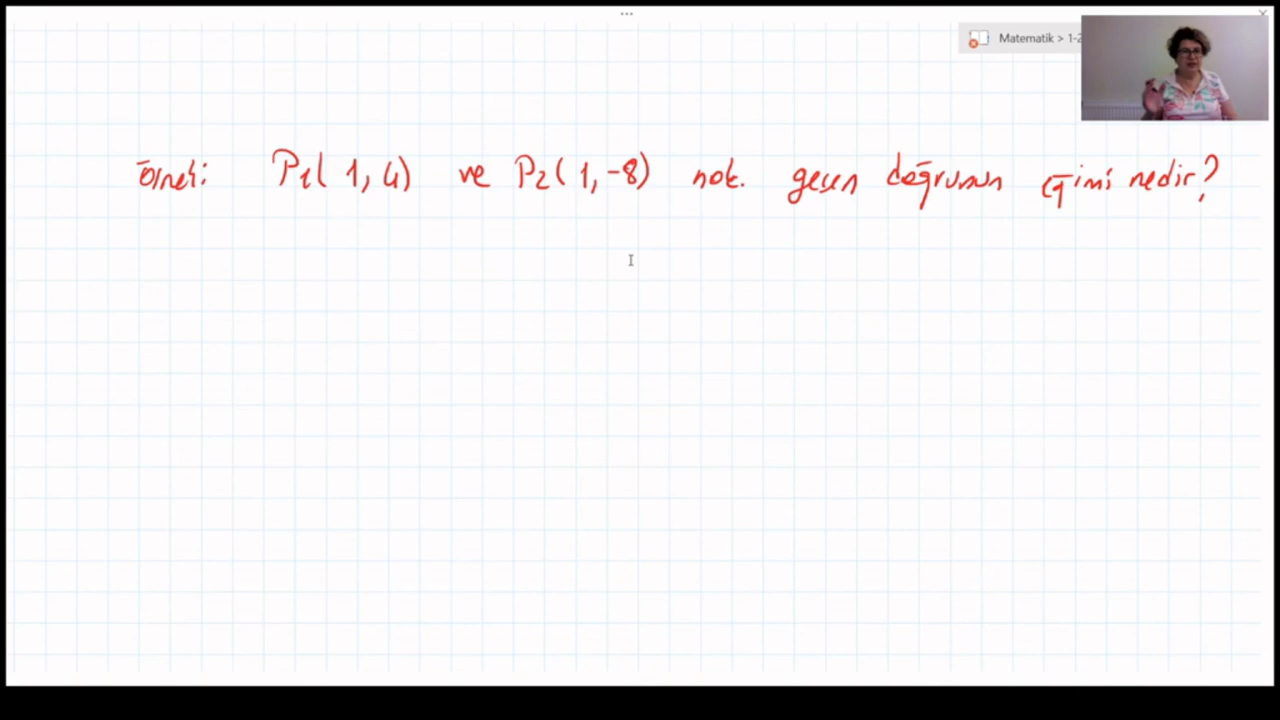 Matematik > 1-2
örnek: P₁( 1, 4) ve P₂( 1, -8) nok. geçen doğrunun eğimi nedir?